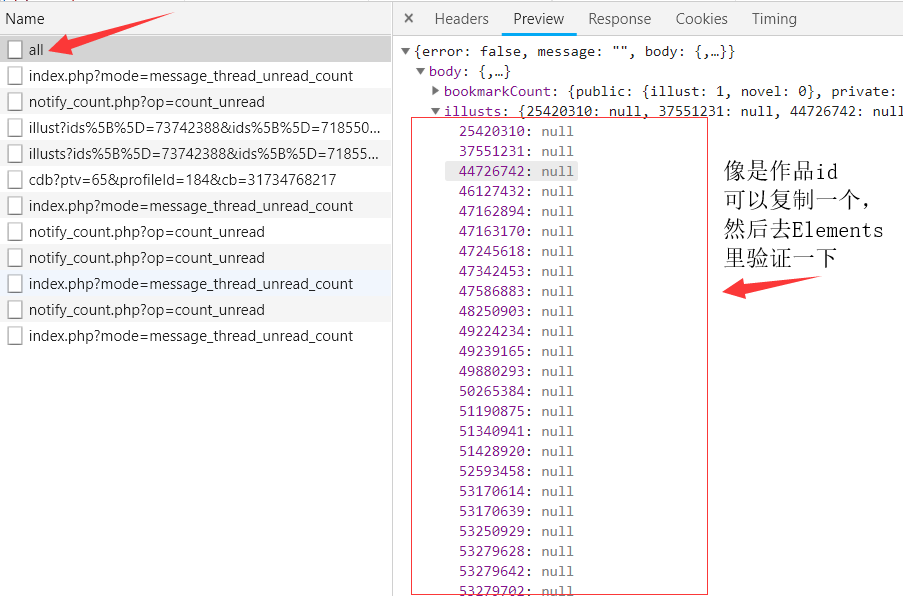 Name
all
index.php?mode=message_thread_unread_count
notify_count.php?op=count_unread
illust?ids%5B%5D=73742388&ids%5B%5D=718550...
illusts?ids%5B%5D=73742388&ids%5B%5D=71855...
cdb?ptv=65&profileId=184&cb=31734768217
index.php?mode=message_thread_unread_count
notify_count.php?op=count_unread
notify_count.php?op=count_unread
index.php?mode=message_thread_unread_count
notify_count.php?op=count_unread
index.php?mode=message_thread_unread_count
× Headers Preview Response Cookies Timing
▼{error: false, message: "", body: {,…}}
▼body: {,…}
▶bookmarkCount: {public: {illust: 1, novel: 0}, private:
▼illusts: {25420310: null, 37551231: null, 44726742: null
25420310: null
37551231: null
44726742: null
46127432: null
47162894: null
47163170: null
47245618: null
47342453: null
47586883: null
48250903: null
49224234: null
49239165: null
49880293: null
50265384: null
51190875: null
51340941: null
51428920: null
52593458: null
53170614: null
53170639: null
53250929: null
53279628: null
53279642: null
53279702: null
像是作品id
可以复制一个，
然后去Elements
里验证一下